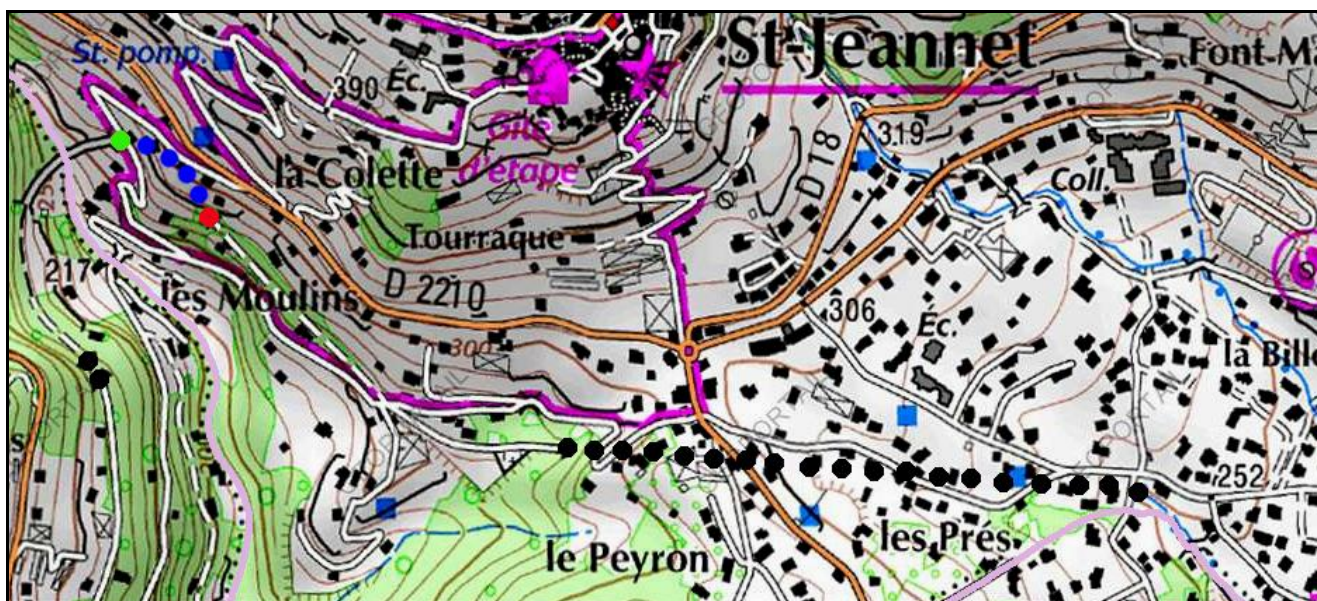 St-Jeannet
Font-Ma
St. pomp.
390
Éc.
Gîte
d'étape
319
D 18
la Colette
Coll.
Tourraque
217
les Moulins
D 2210
306
Éc.
300
la Bille
252
les Prés
le Peyron